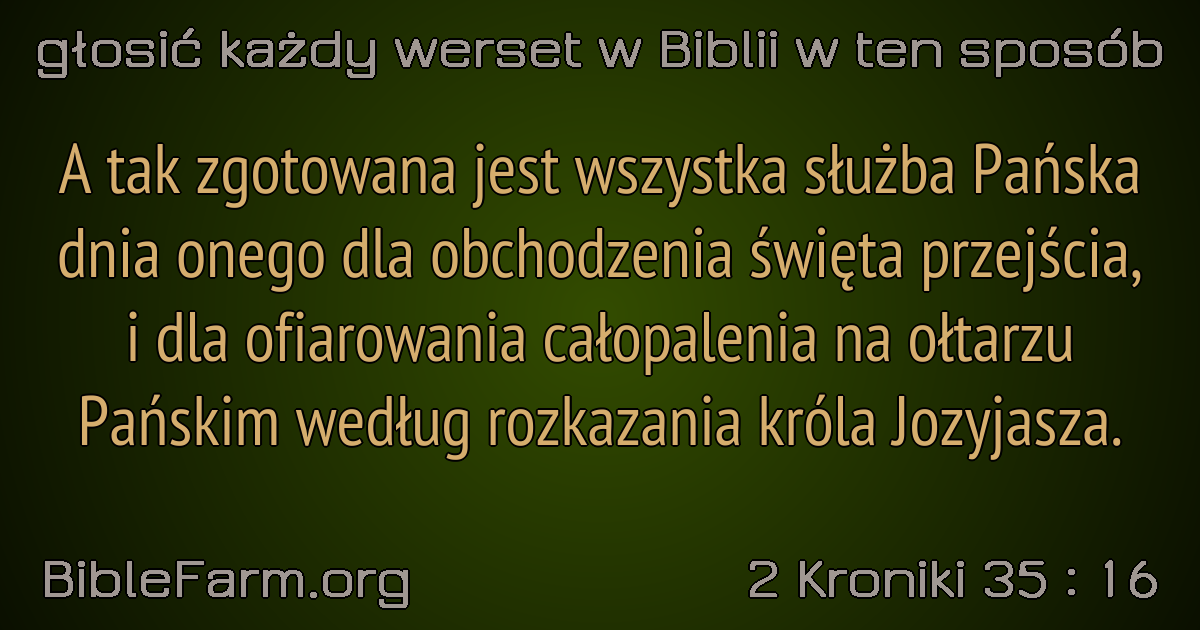 głosić każdy werset w Biblii w ten sposób
A tak zgotowana jest wszystka służba Pańska
dnia onego dla obchodzenia święta przejścia,
i dla ofiarowania całopalenia na ołtarzu
Pańskim według rozkazania króla Jozyjasza.
BibleFarm.org
2 Kroniki 35 : 16